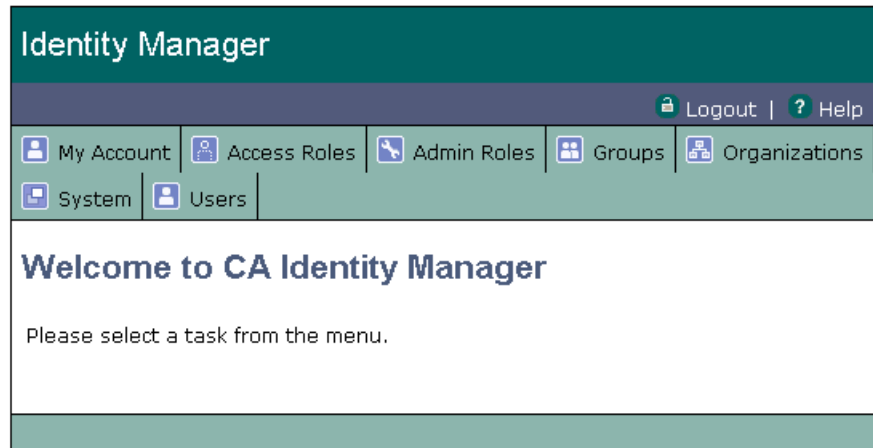 Identity Manager
Logout | ? Help
My Account Access Roles Admin Roles Groups Organizations
System Users
Welcome to CA Identity Manager
Please select a task from the menu.